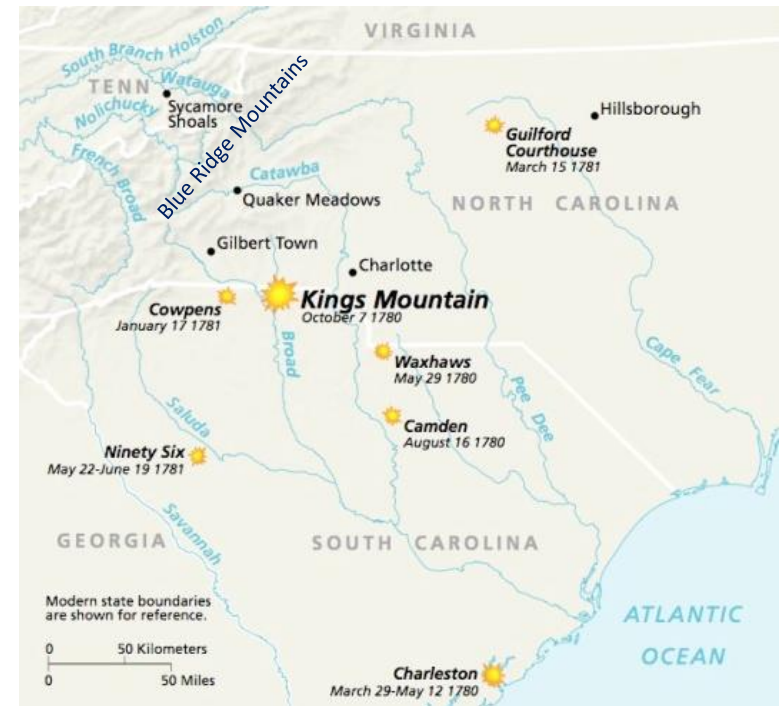 VIRGINIA
South Branch Holston
TENN
Watauga
Sycamore
Shoals
Nolichucky
Blue Ridge Mountains
Hillsborough
Guilford
Courthouse
March 15 1781
French Broad
Catawba
Quaker Meadows
NORTH CAROLINA
Gilbert Town
Charlotte
Kings Mountain
October 7 1780
Cowpens
January 17 1781
Broad
Waxhaws
May 29 1780
Cape Fear
Pee Dee
Saluda
Camden
August 16 1780
Ninety Six
May 22-June 19 1781
Savannah
GEORGIA
SOUTH CAROLINA
Modern state boundaries
are shown for reference.
ATLANTIC
OCEAN
0 50 Kilometers
0 50 Miles
Charleston
March 29-May 12 1780